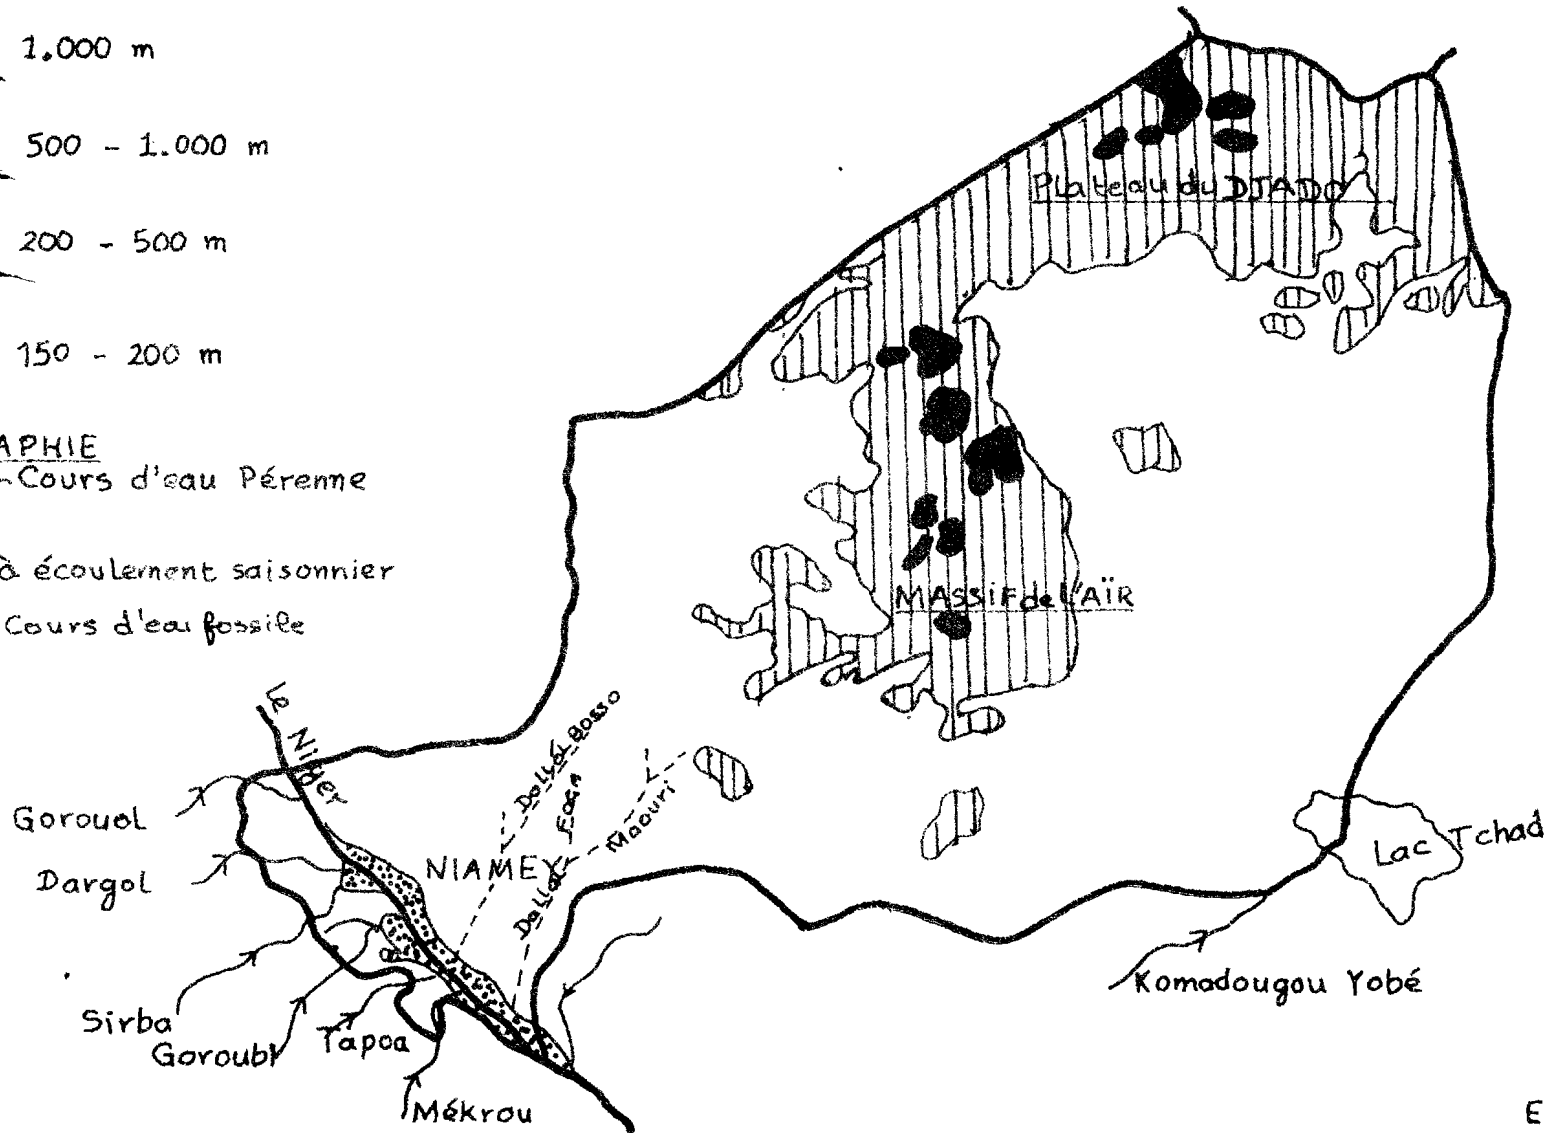 1.000 m
500 - 1.000 m
200 - 500 m
150 - 200 m
APHIE
Cours d'eau Pérenne
à écoulement saisonnier
Cours d'eau fossile
Plateau du DJADO
MASSIF de L'AÏR
Le Niger
Dallol Bosso
Dallol FOGA
Maouri
NIAMEY
Gorouol
Dargol
Sirba
Goroubi
Tapoa
Mékrou
Lac Tchad
Komadougou Yobé
E